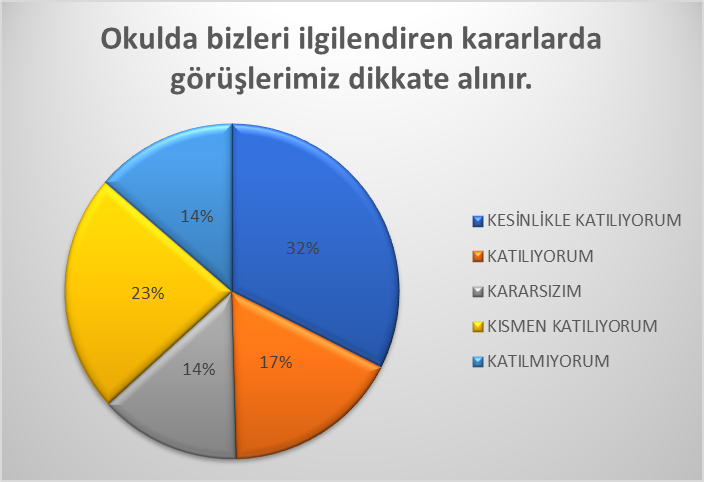 Okulda bizleri ilgilendiren kararlarda
görüşlerimiz dikkate alınır.
14%
32%
23%
14%
17%
KESİNLİKLE KATILIYORUM
KATILIYORUM
KARARSIZIM
KISMEN KATILIYORUM
KATILMIYORUM